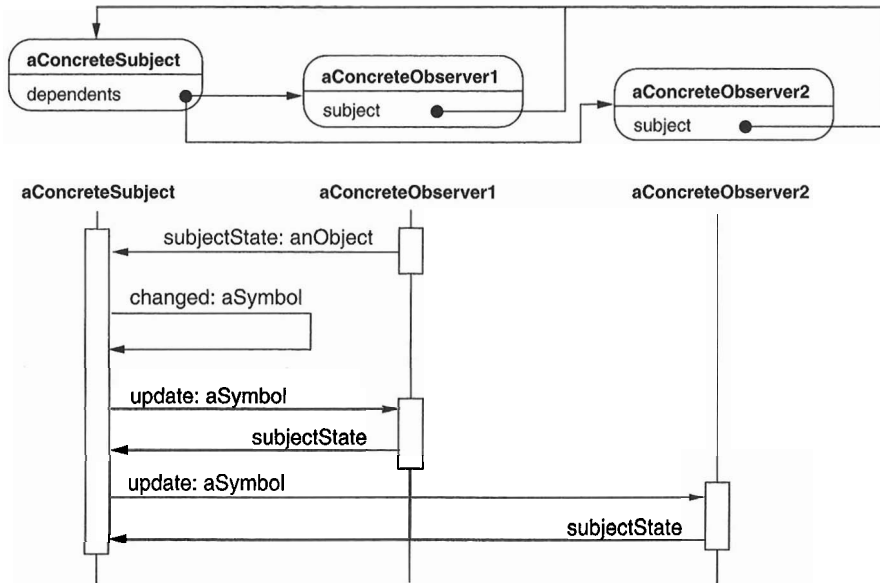 aConcreteSubject
dependents
aConcreteObserver1
subject
aConcreteObserver2
subject
aConcreteSubject
aConcreteObserver1
aConcreteObserver2
subjectState: anObject
changed: aSymbol
update: aSymbol
subjectState
update: aSymbol
subjectState